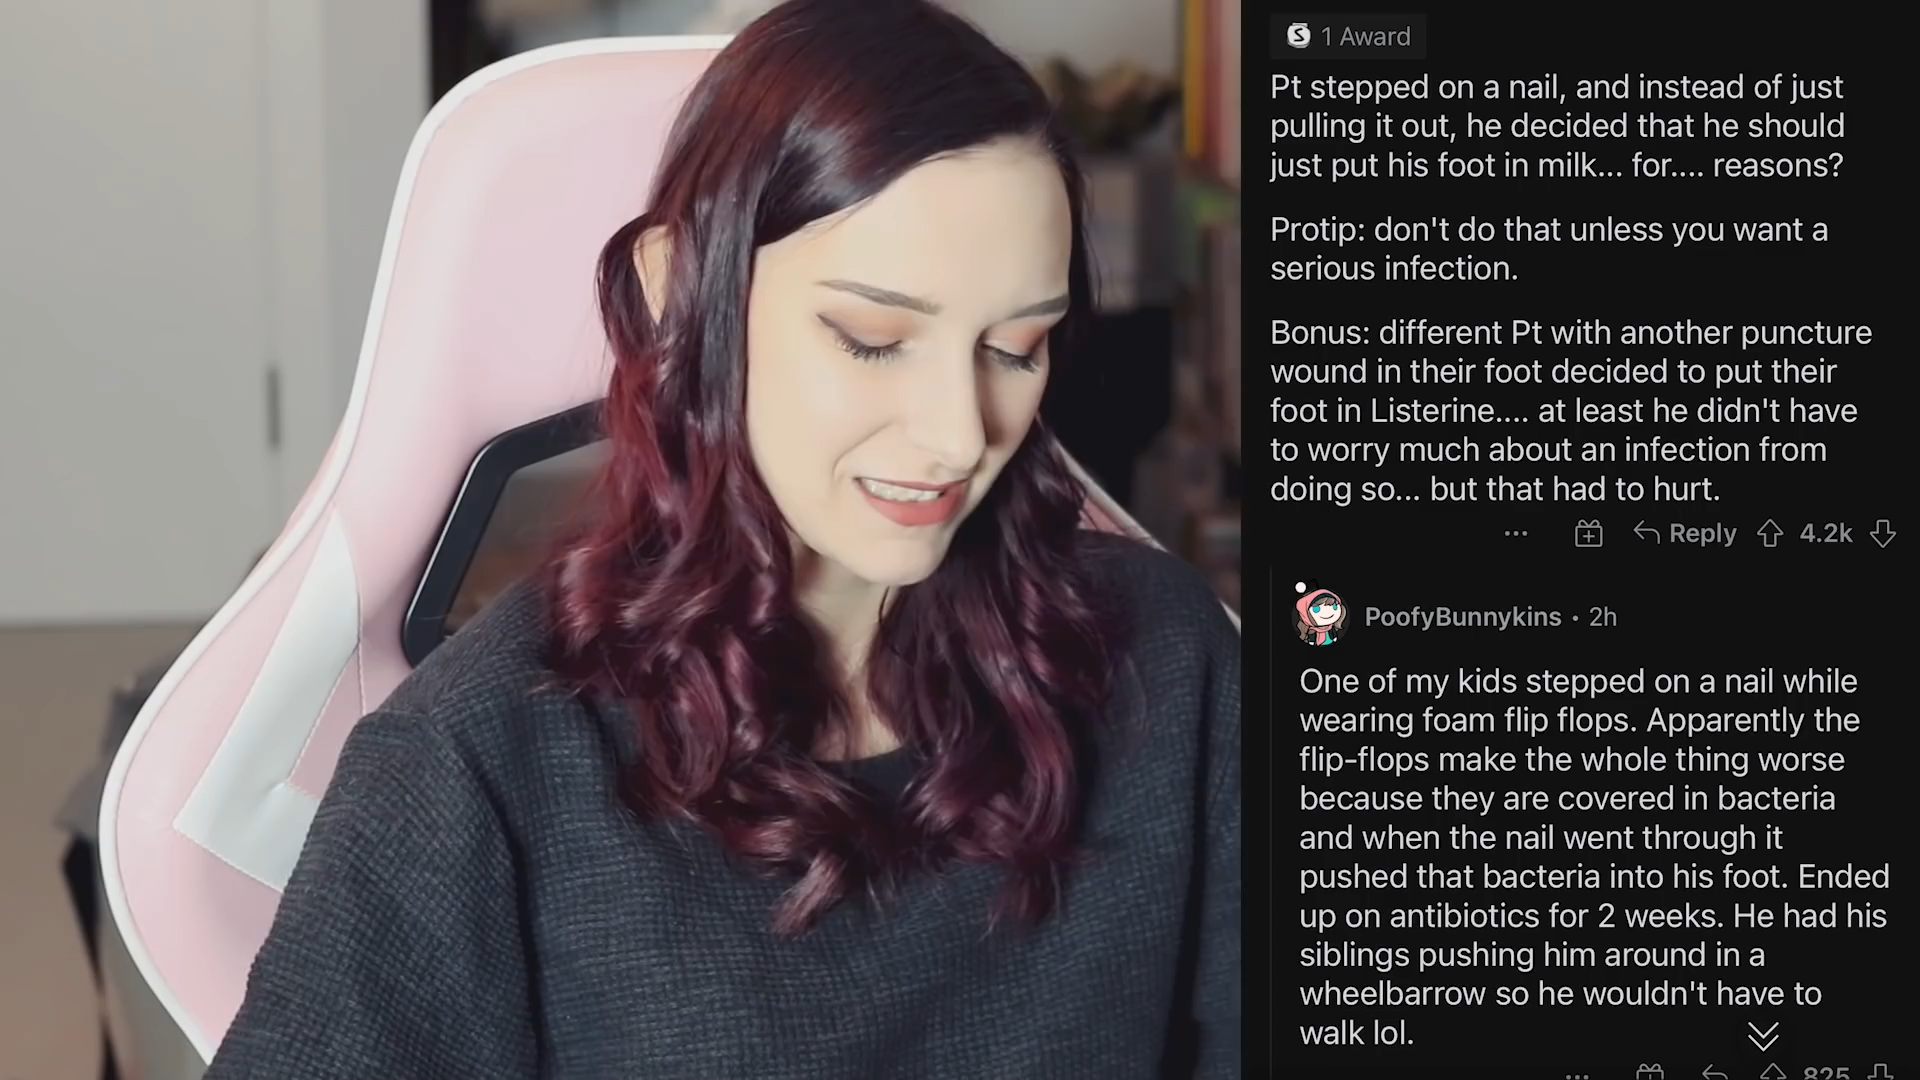 1 Award
Pt stepped on a nail, and instead of just
pulling it out, he decided that he should
just put his foot in milk... for.... reasons?
Protip: don't do that unless you want a
serious infection.
Bonus: different Pt with another puncture
wound in their foot decided to put their
foot in Listerine.... at least he didn't have
to worry much about an infection from
doing so... but that had to hurt.
... Reply 4.2k
PoofyBunnykins • 2h
One of my kids stepped on a nail while
wearing foam flip flops. Apparently the
flip-flops make the whole thing worse
because they are covered in bacteria
and when the nail went through it
pushed that bacteria into his foot. Ended
up on antibiotics for 2 weeks. He had his
siblings pushing him around in a
wheelbarrow so he wouldn't have to
walk lol.
... 825